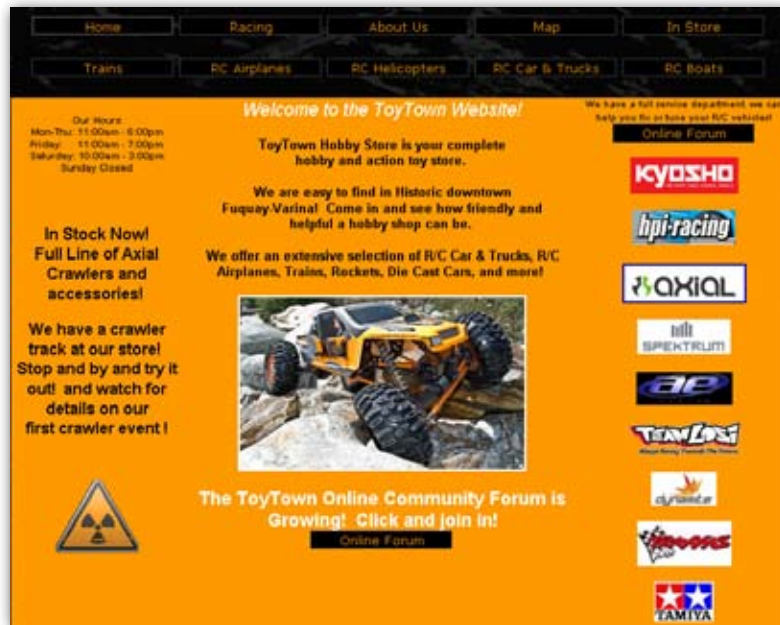 Home Racing About Us Map In Store
Trains RC Airplanes RC Helicopters RC Car & Trucks RC Boats
Our Hours
Mon-Thu: 11:00am - 6:00pm
Friday: 11:00am - 7:00pm
Saturday: 10:00am - 3:00pm
Sunday Closed
In Stock Now!
Full Line of Axial
Crawlers and
accessories!
We have a crawler
track at our store!
Stop and by and try it
out! and watch for
details on our
first crawler event !
Welcome to the ToyTown Website!
ToyTown Hobby Store is your complete
hobby and action toy store.
We are easy to find in Historic downtown
Fuquay-Varina! Come in and see how friendly and
helpful a hobby shop can be.
We offer an extensive selection of R/C Car & Trucks, R/C
Airplanes, Trains, Rockets, Die Cast Cars, and more!
The ToyTown Online Community Forum is
Growing! Click and join in!
Online Forum
We have a full service department, we can
help you fix or tune your R/C vehicles!
Online Forum
KYOSHO
hpi-racing
AXIAL
SPEKTRUM
ae
TEAM LOSI
dynamite
TRAXXAS
TAMIYA